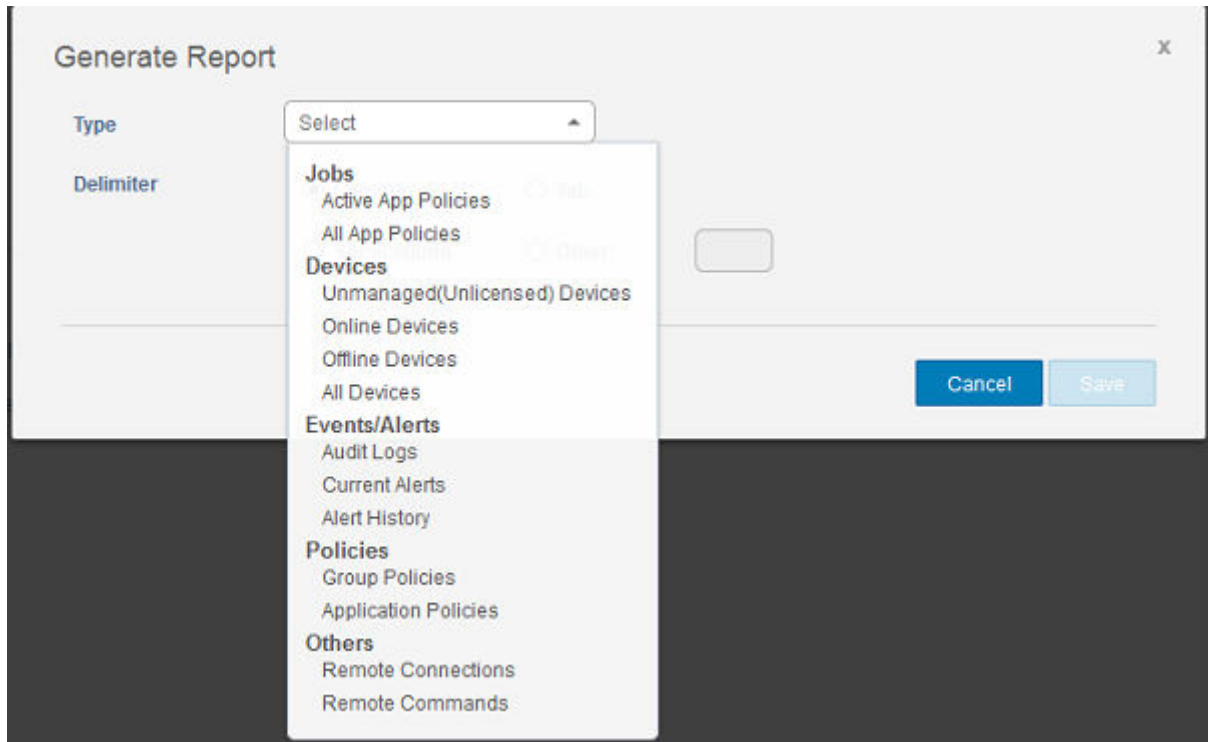 Generate Report
x
Type
Select
Delimiter
Jobs
Active App Policies
All App Policies
Devices
Unmanaged(Unlicensed) Devices
Online Devices
Offline Devices
All Devices
Events/Alerts
Audit Logs
Current Alerts
Alert History
Policies
Group Policies
Application Policies
Others
Remote Connections
Remote Commands
Cancel
Save